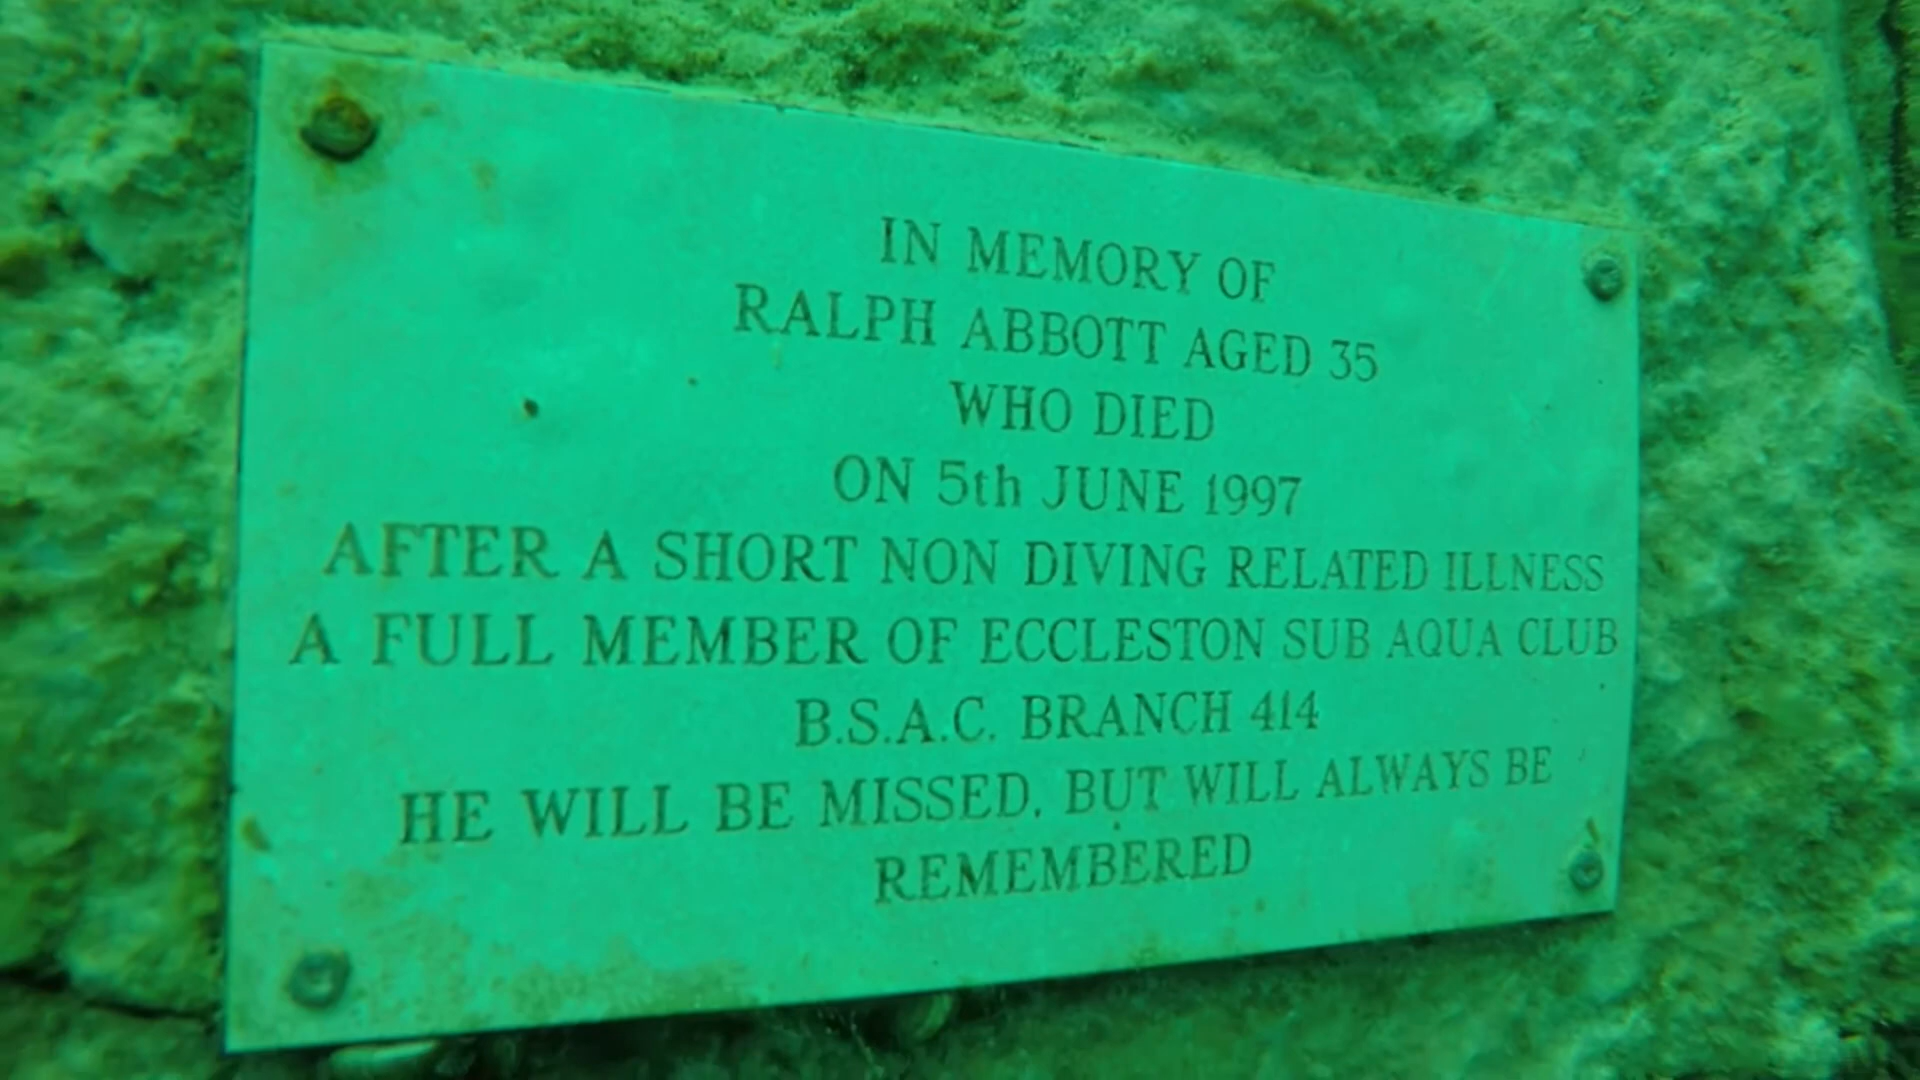 IN MEMORY OF
RALPH ABBOTT AGED 35
WHO DIED
ON 5th JUNE 1997
AFTER A SHORT NON DIVING RELATED ILLNESS
A FULL MEMBER OF ECCLESTON SUB AQUA CLUB
B.S.A.C. BRANCH 414
HE WILL BE MISSED, BUT WILL ALWAYS BE
REMEMBERED